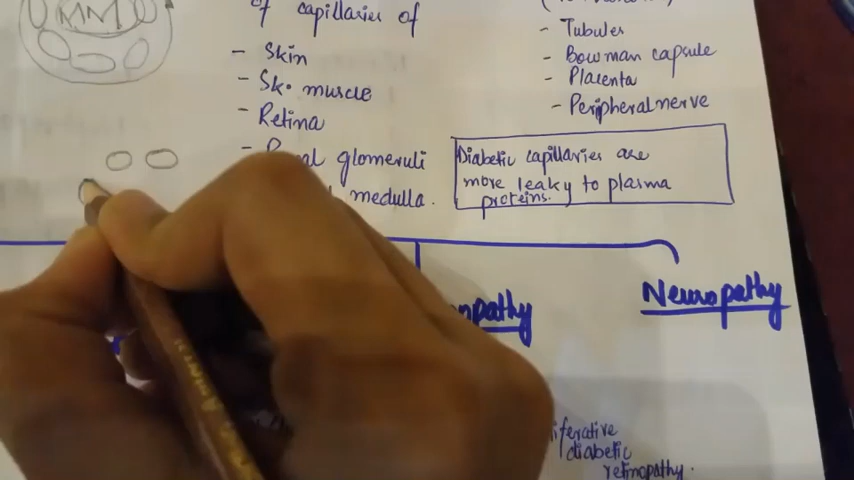 of capillaries of
- Skin
- Sk. muscle
- Retina
glomeruli
medulla.
- Tubules
- Bowman capsule
- Placenta
- Peripheral nerve
Diabetic capillaries are
more leaky to plasma
proteins.
Neuropathy
diabetic
retinopathy.